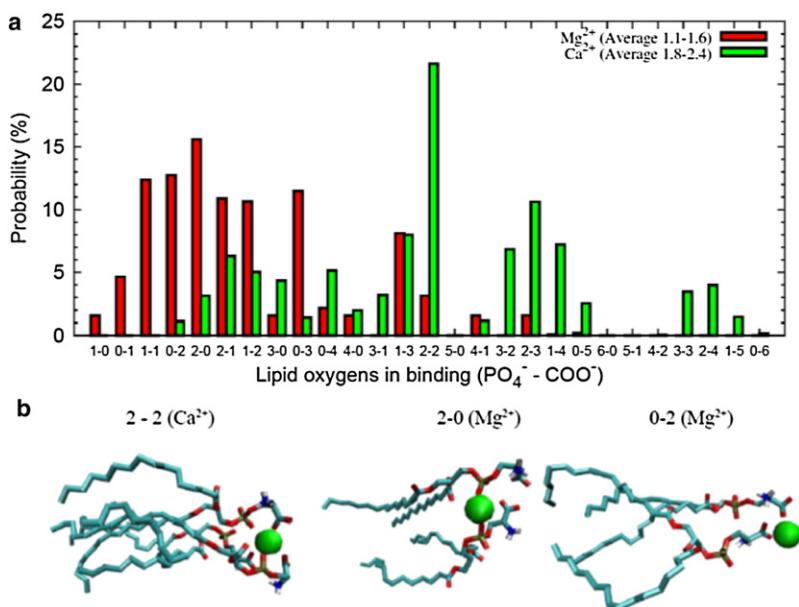 a
25
20
15
10
5
0
Probability (%)
Mg²⁺ (Average 1.1-1.6)
Ca²⁺ (Average 1.8-2.4)
1-0 0-1 1-1 0-2 2-0 2-1 1-2 3-0 0-3 0-4 4-0 3-1 1-3 2-2 5-0 4-1 3-2 2-3 1-4 0-5 6-0 5-1 4-2 3-3 2-4 1-5 0-6
Lipid oxygens in binding (PO₄⁻ - COO⁻)
b
2 - 2 (Ca²⁺) 2-0 (Mg²⁺) 0-2 (Mg²⁺)